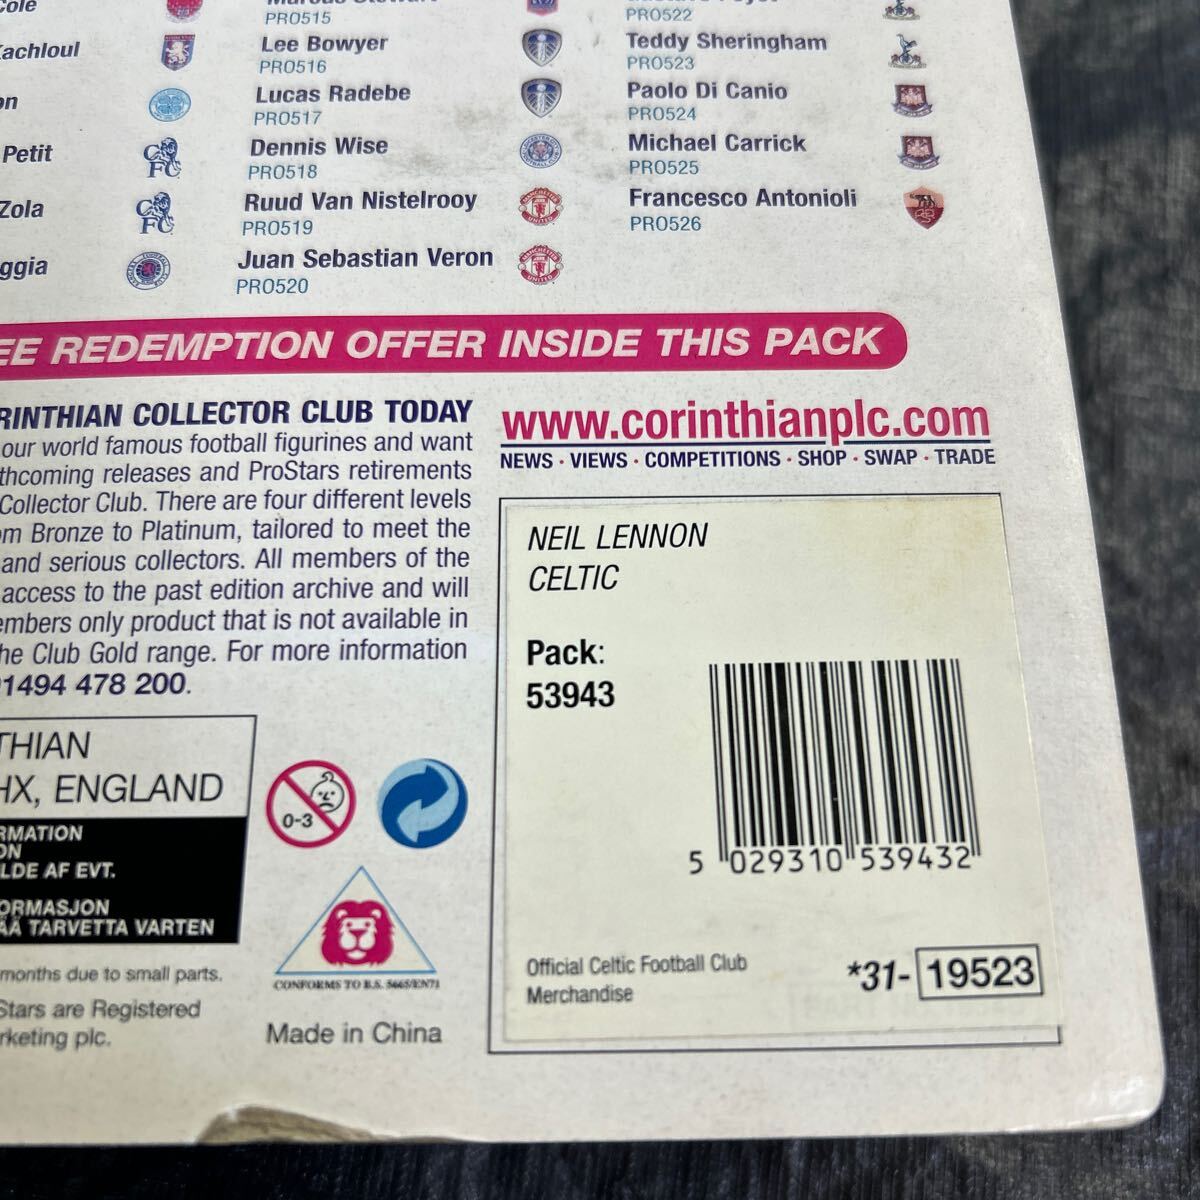 Cole
PRO515
PRO522
Kachloul
Lee Bowyer
PRO516
Teddy Sheringham
PRO523
on
Lucas Radebe
PRO517
Paolo Di Canio
PRO524
Petit
Dennis Wise
PRO518
Michael Carrick
PRO525
Zola
Ruud Van Nistelrooy
PRO519
Francesco Antonioli
PRO526
ggia
Juan Sebastian Veron
PRO520
EE REDEMPTION OFFER INSIDE THIS PACK
RINTHIAN COLLECTOR CLUB TODAY
our world famous football figurines and want
thcoming releases and ProStars retirements
Collector Club. There are four different levels
om Bronze to Platinum, tailored to meet the
and serious collectors. All members of the
access to the past edition archive and will
embers only product that is not available in
he Club Gold range. For more information
1494 478 200.
www.corinthianplc.com
NEWS · VIEWS · COMPETITIONS · SHOP · SWAP · TRADE
NEIL LENNON
CELTIC
Pack:
53943
5 029310 539432
Official Celtic Football Club
Merchandise
*31- 19523
THIAN
HX, ENGLAND
RMATION
ON
LDE AF EVT.
ORMASJON
ÄÄ TARVETTA VARTEN
0-3
CONFORMS TO B.S. 5665/EN71
months due to small parts.
Stars are Registered
rketing plc.
Made in China